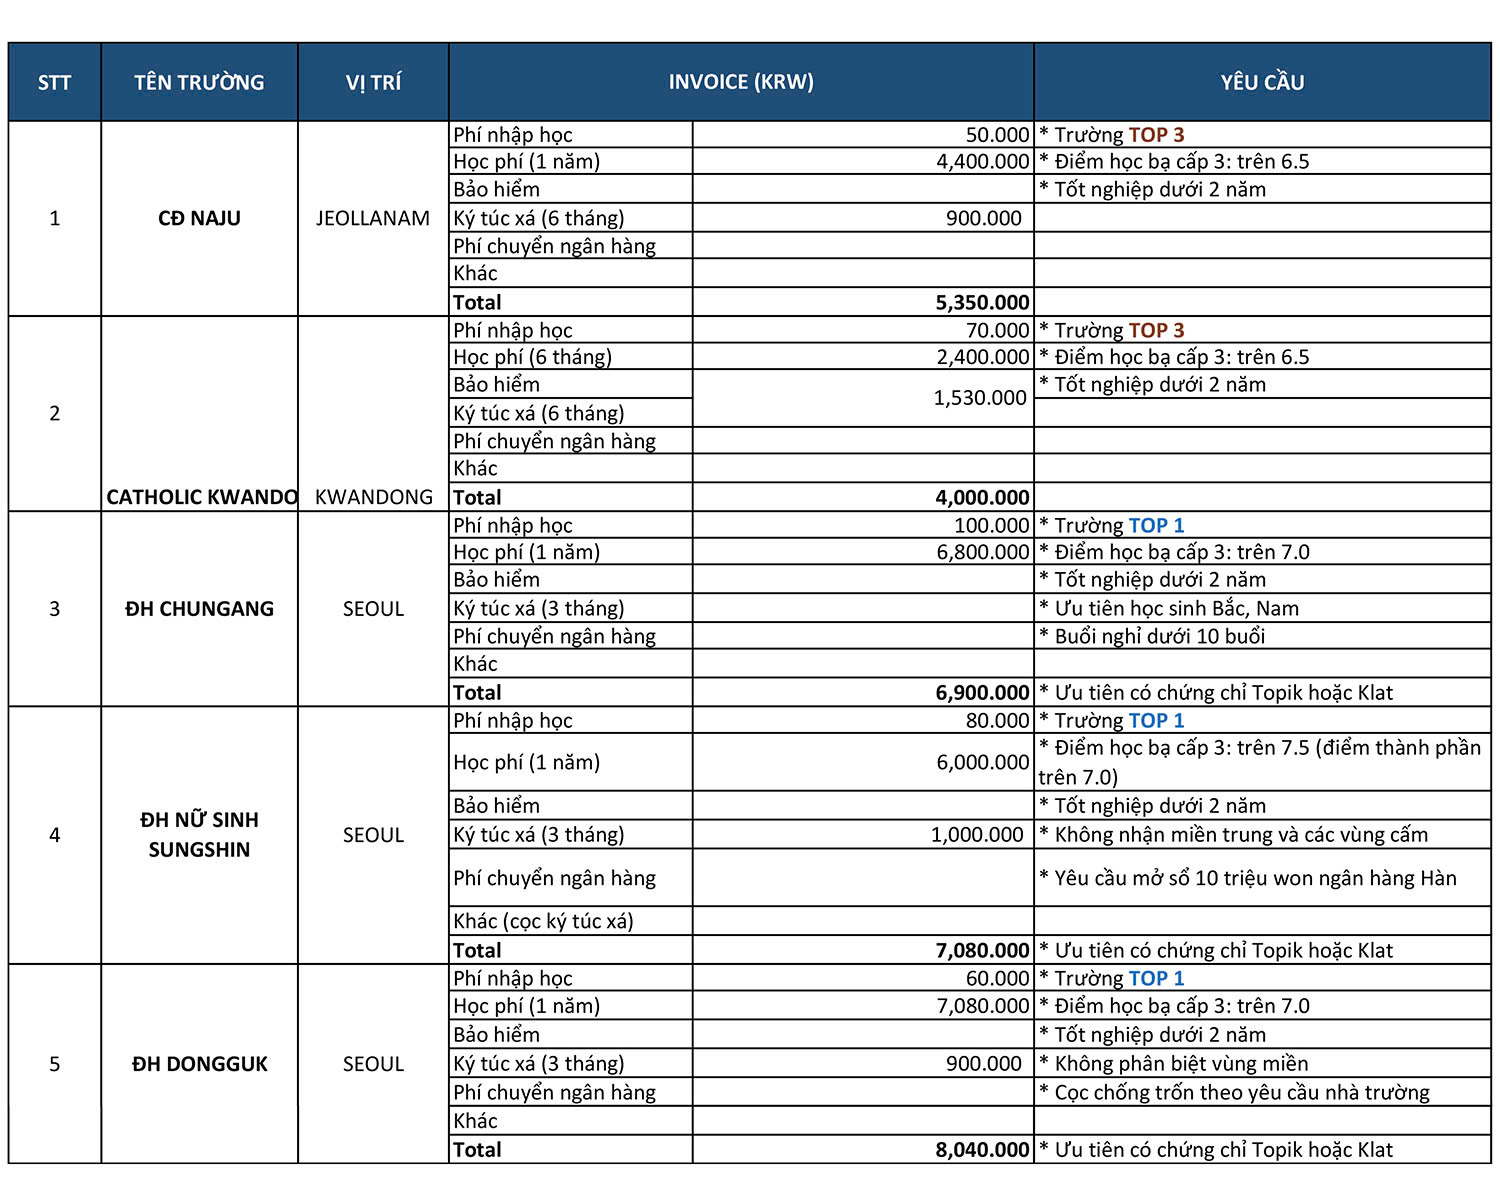 STT TÊN TRƯỜNG VỊ TRÍ INVOICE (KRW) YÊU CẦU
1 CĐ NAJU JEOLLANAM
Phí nhập học 50.000 * Trường TOP 3
Học phí (1 năm) 4,400.000 * Điểm học bạ cấp 3: trên 6.5
Bảo hiểm * Tốt nghiệp dưới 2 năm
Ký túc xá (6 tháng) 900.000
Phí chuyển ngân hàng
Khác
Total 5,350.000
2 CATHOLIC KWANDO KWANDONG
Phí nhập học 70.000 * Trường TOP 3
Học phí (6 tháng) 2,400.000 * Điểm học bạ cấp 3: trên 6.5
Bảo hiểm 1,530.000 * Tốt nghiệp dưới 2 năm
Ký túc xá (6 tháng)
Phí chuyển ngân hàng
Khác
Total 4,000.000
3 ĐH CHUNGANG SEOUL
Phí nhập học 100.000 * Trường TOP 1
Học phí (1 năm) 6,800.000 * Điểm học bạ cấp 3: trên 7.0
Bảo hiểm * Tốt nghiệp dưới 2 năm
Ký túc xá (3 tháng) * Ưu tiên học sinh Bắc, Nam
Phí chuyển ngân hàng * Buổi nghỉ dưới 10 buổi
Khác
Total 6,900.000 * Ưu tiên có chứng chỉ Topik hoặc Klat
4 ĐH NỮ SINH
SUNGSHIN
SEOUL
Phí nhập học 80.000 * Trường TOP 1
Học phí (1 năm) 6,000.000 * Điểm học bạ cấp 3: trên 7.5 (điểm thành phần
trên 7.0)
Bảo hiểm * Tốt nghiệp dưới 2 năm
Ký túc xá (3 tháng) 1,000.000 * Không nhận miền trung và các vùng cấm
Phí chuyển ngân hàng * Yêu cầu mở sổ 10 triệu won ngân hàng Hàn
Khác (cọc ký túc xá)
Total 7,080.000 * Ưu tiên có chứng chỉ Topik hoặc Klat
5 ĐH DONGGUK SEOUL
Phí nhập học 60.000 * Trường TOP 1
Học phí (1 năm) 7,080.000 * Điểm học bạ cấp 3: trên 7.0
Bảo hiểm * Tốt nghiệp dưới 2 năm
Ký túc xá (3 tháng) 900.000 * Không phân biệt vùng miền
Phí chuyển ngân hàng * Cọc chống trốn theo yêu cầu nhà trường
Khác
Total 8,040.000 * Ưu tiên có chứng chỉ Topik hoặc Klat